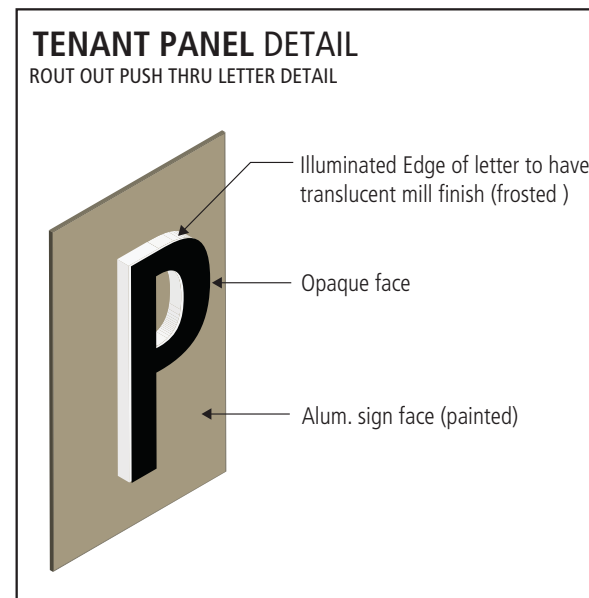 TENANT PANEL DETAIL
ROUT OUT PUSH THRU LETTER DETAIL
Illuminated Edge of letter to have
translucent mill finish (frosted )
Opaque face
P
Alum. sign face (painted)